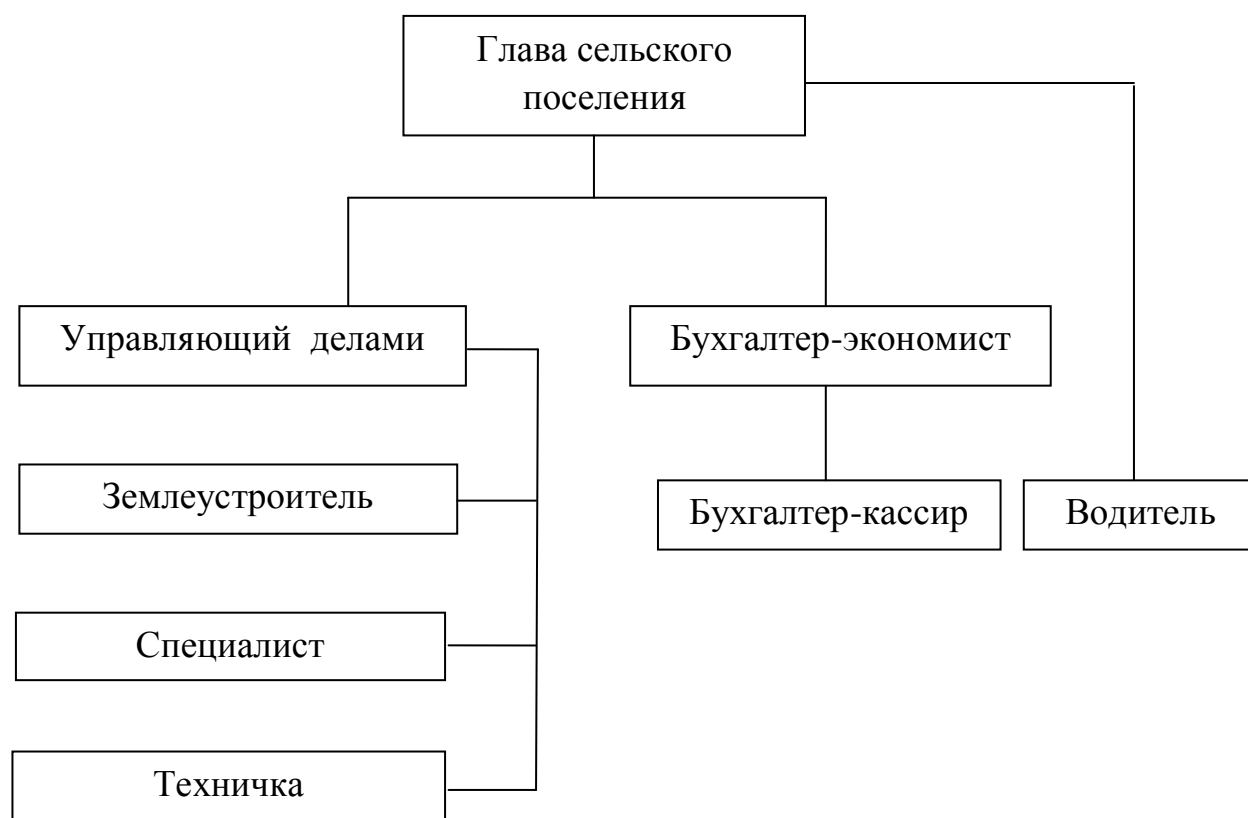 Глава сельского
поселения
Управляющий делами
Бухгалтер-экономист
Землеустроитель
Бухгалтер-кассир
Водитель
Специалист
Техничка